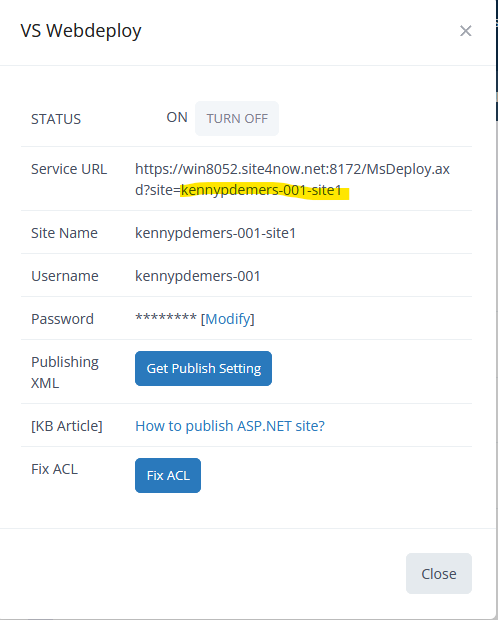 VS Webdeploy
×
STATUS ON TURN OFF
Service URL https://win8052.site4now.net:8172/MsDeploy.ax
d?site=kennypdemers-001-site1
Site Name kennypdemers-001-site1
Username kennypdemers-001
Password ******** [Modify]
Publishing
XML
Get Publish Setting
[KB Article] How to publish ASP.NET site?
Fix ACL Fix ACL
Close